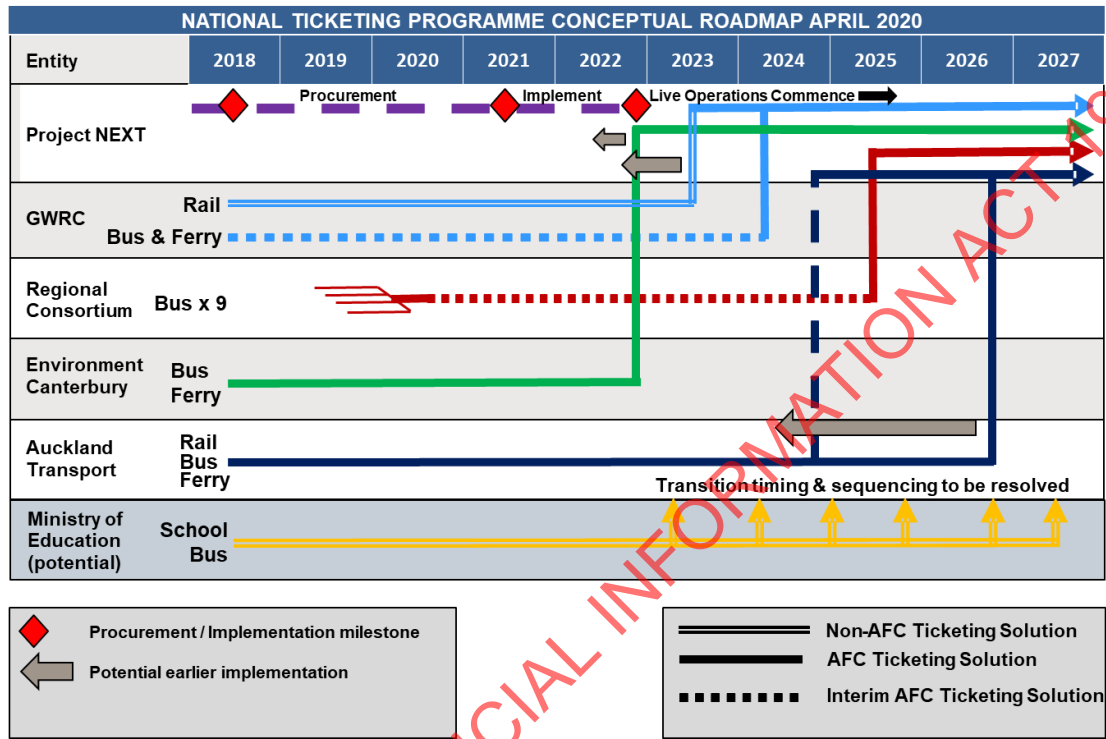 NATIONAL TICKETING PROGRAMME CONCEPTUAL ROADMAP APRIL 2020
Entity 2018 2019 2020 2021 2022 2023 2024 2025 2026 2027
Procurement Implement Live Operations Commence
Project NEXT
GWRC
Rail
Bus & Ferry
Regional
Consortium
Bus x 9
Environment
Canterbury
Bus
Ferry
Auckland
Transport
Rail
Bus
Ferry
Transition timing & sequencing to be resolved
Ministry of
Education
(potential)
School
Bus
Procurement / Implementation milestone
Potential earlier implementation
Non-AFC Ticketing Solution
AFC Ticketing Solution
Interim AFC Ticketing Solution
CIAL INFORMATION ACT